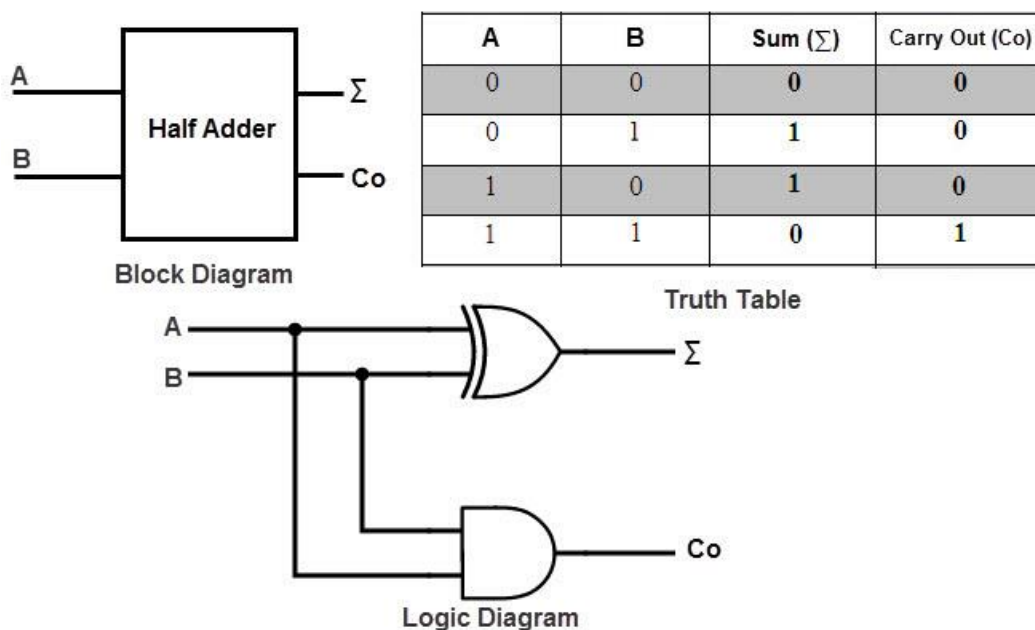 A
B
Half Adder
∑
Co
Block Diagram
A B Sum (∑) Carry Out (Co)
0 0 0 0
0 1 1 0
1 0 1 0
1 1 0 1
Truth Table
A
B
∑
Co
Logic Diagram